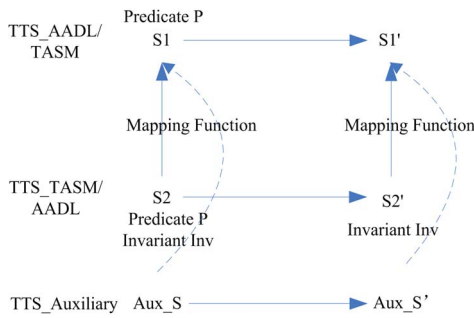 Predicate P
TTS_AADL/
TASM
S1
S1'
Mapping Function
Mapping Function
TTS_TASM/
AADL
S2
S2'
Predicate P
Invariant Inv
Invariant Inv
TTS_Auxiliary
Aux_S
Aux_S’